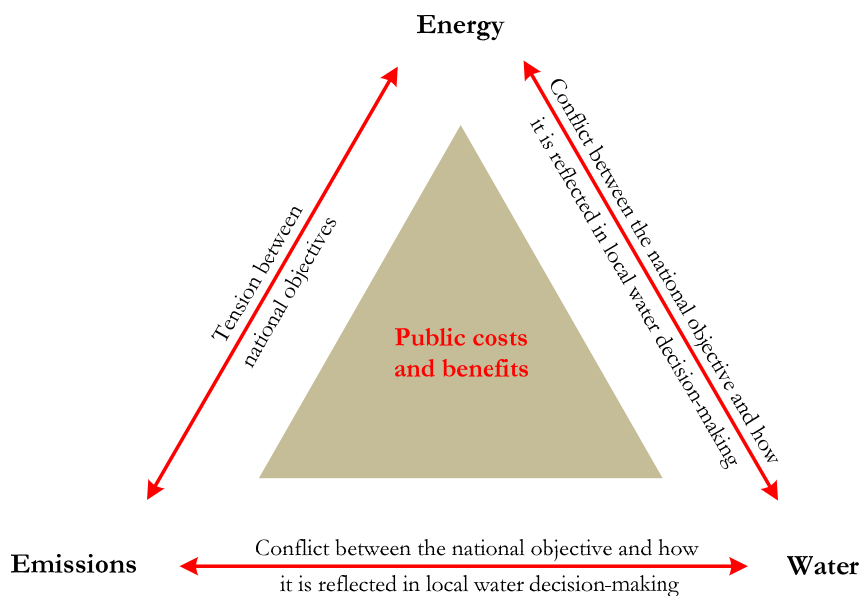 Energy
Tension between
national objectives
Conflict between the national objective and how
it is reflected in local water decision-making
Public costs
and benefits
Emissions
Conflict between the national objective and how
it is reflected in local water decision-making
Water